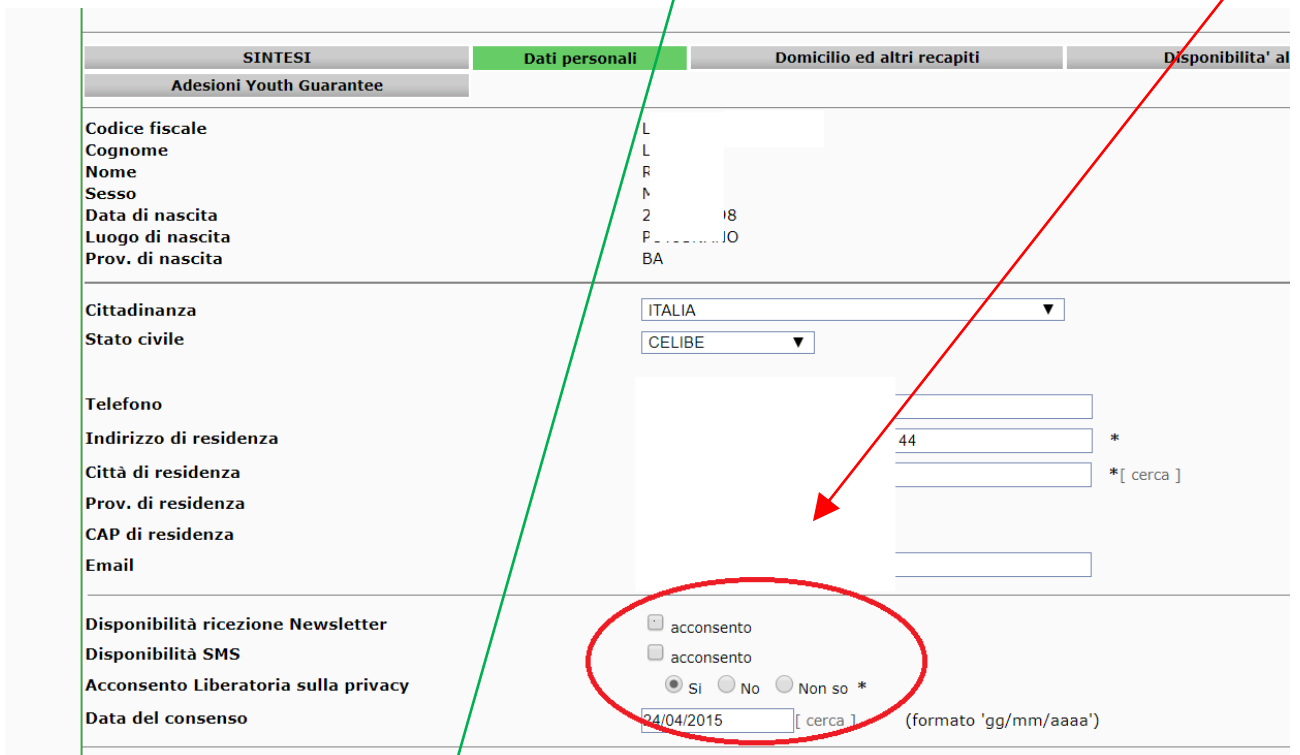 SINTESI Dati personali Domicilio ed altri recapiti Disponibilita' al
Adesioni Youth Guarantee
Codice fiscale L
Cognome L
Nome R
Sesso M
Data di nascita 2 98
Luogo di nascita
Prov. di nascita BA
Cittadinanza ITALIA
Stato civile CELIBE
Telefono
Indirizzo di residenza 44 *
Città di residenza *[ cerca ]
Prov. di residenza
CAP di residenza
Email
Disponibilità ricezione Newsletter acconsento
Disponibilità SMS acconsento
Acconsento Liberatoria sulla privacy Si No Non so *
Data del consenso 24/04/2015 [ cerca ] (formato 'gg/mm/aaaa')